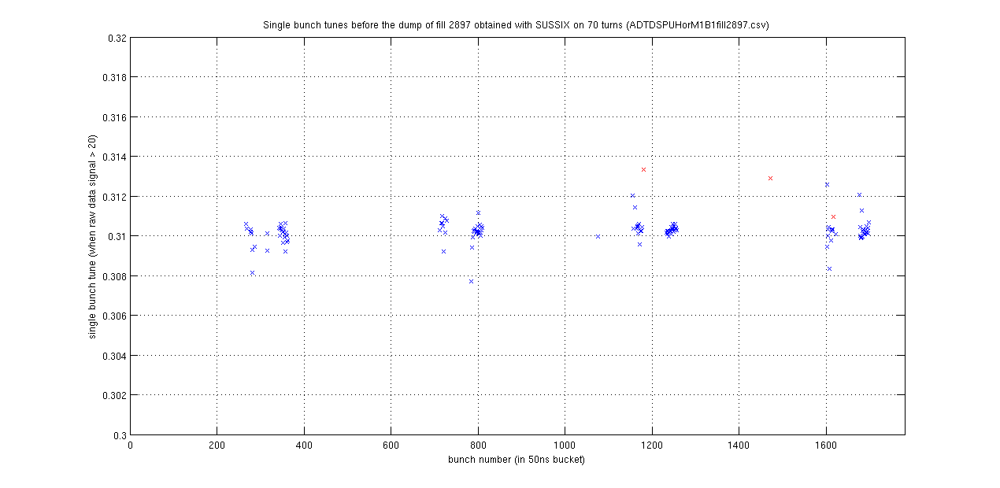 Single bunch tunes before the dump of fill 2897 obtained with SUSSIX on 70 turns (ADTDSPUHorM1B1fill2897.csv)
0.32
0.318
0.316
0.314
0.312
0.31
0.308
0.306
0.304
0.302
0.3
single bunch tune (when raw data signal > 20)
0 200 400 600 800 1000 1200 1400 1600
bunch number (in 50ns bucket)